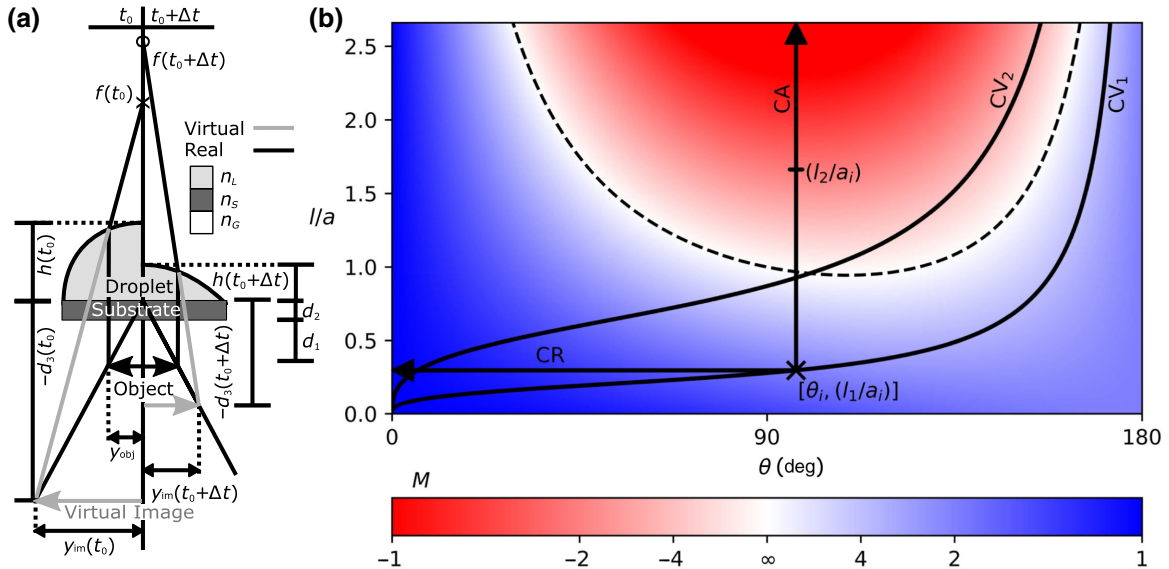 (a)
t₀ t₀+Δt
f(t₀+Δt)
f(t₀)
Virtual
Real
n_L
n_S
n_G
h(t₀)
Droplet
h(t₀+Δt)
Substrate
d₂
d₁
-d₃(t₀)
-d₃(t₀+Δt)
Object
y_obj
y_im(t₀+Δt)
Virtual Image
y_im(t₀)
(b)
l/a
2.5
2.0
1.5
1.0
0.5
0.0
CA
CV₂
CV₁
(l₂/a_i)
CR
[θ_i, (l₁/a_i)]
0 90 180
θ (deg)
M
−1 −2 −4 ∞ 4 2 1